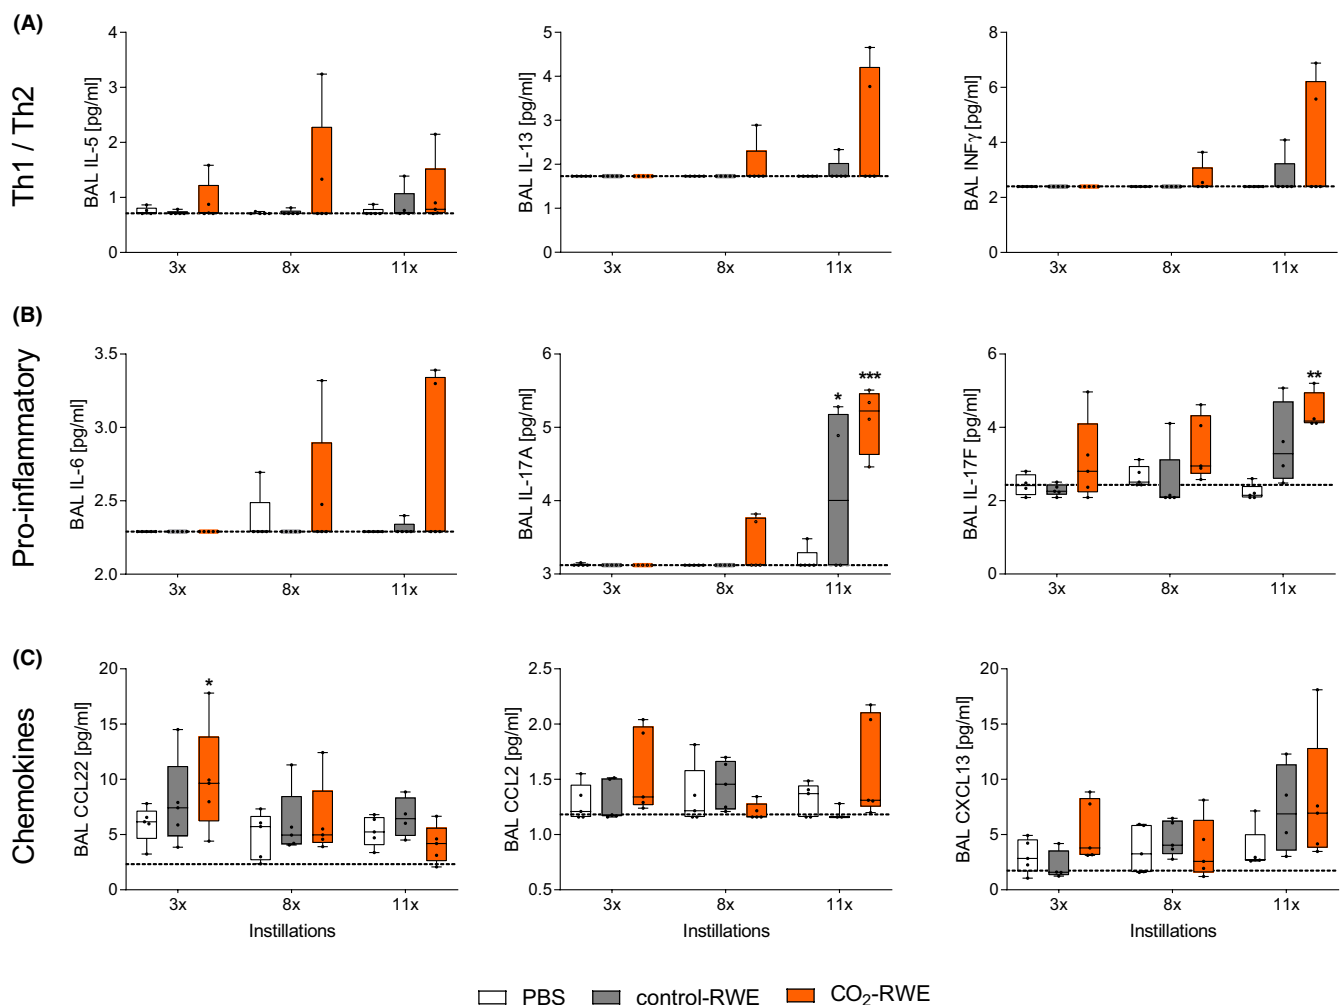 (A)
Th1 / Th2
BAL IL-5 [pg/ml]
4
3
2
1
0
3x 8x 11x
BAL IL-13 [pg/ml]
5
4
3
2
1
0
3x 8x 11x
BAL INFγ [pg/ml]
8
6
4
2
0
3x 8x 11x
(B)
Pro-inflammatory
BAL IL-6 [pg/ml]
3.5
3.0
2.5
2.0
3x 8x 11x
BAL IL-17A [pg/ml]
6
5
4
3
* ***
3x 8x 11x
BAL IL-17F [pg/ml]
6
4
2
0
**
3x 8x 11x
(C)
Chemokines
BAL CCL22 [pg/ml]
20
15
10
5
0
*
3x 8x 11x
Instillations
BAL CCL2 [pg/ml]
2.5
2.0
1.5
1.0
0.5
3x 8x 11x
Instillations
BAL CXCL13 [pg/ml]
20
15
10
5
0
3x 8x 11x
Instillations
PBS control-RWE CO₂-RWE